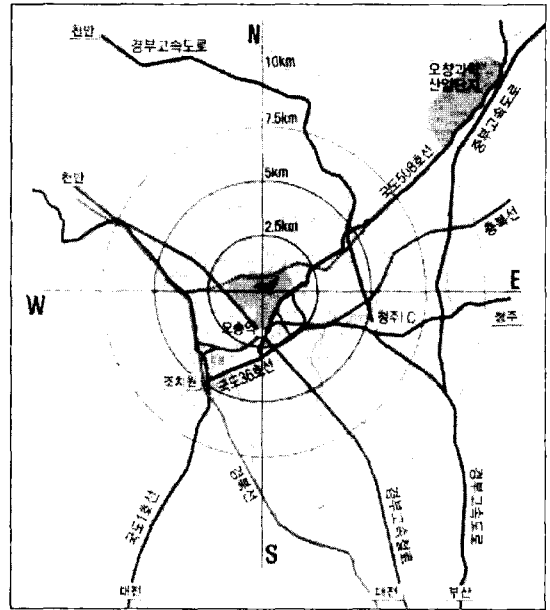 천안
경부고속도로
N
10km
오창과학
산업단지
중부고속도로
7.5km
국도508호선
5km
천안
충북선
2.5km
E
W
오송역
청주IC
청주
조치원
국도36호선
국도1호선
경부선
경부고속철도
경부고속도로
S
대전
대전
부산